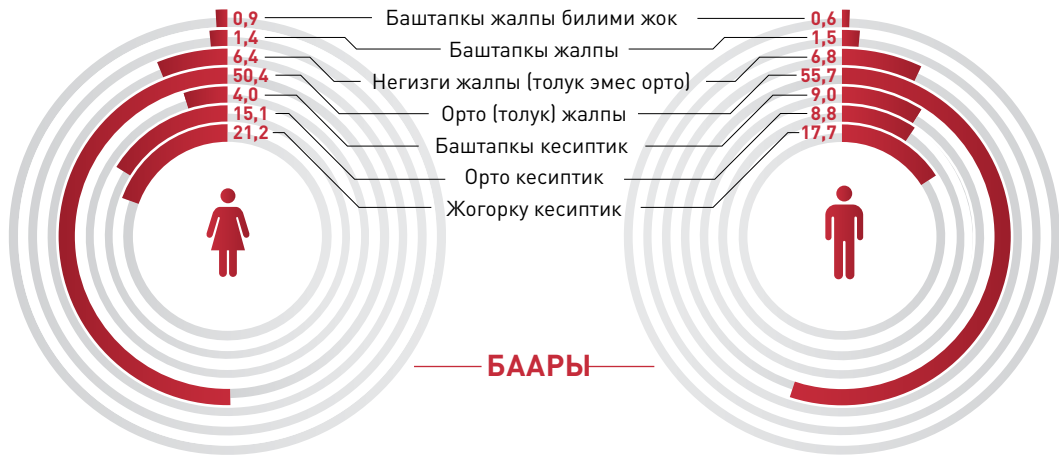 0,9 Баштапкы жалпы билими жок 0,6
1,4 Баштапкы жалпы 1,5
6,4 Негизги жалпы (толук эмес орто) 6,8
50,4 Орто (толук) жалпы 55,7
4,0 Баштапкы кесиптик 9,0
15,1 Орто кесиптик 8,8
21,2 Жогорку кесиптик 17,7
БААРЫ